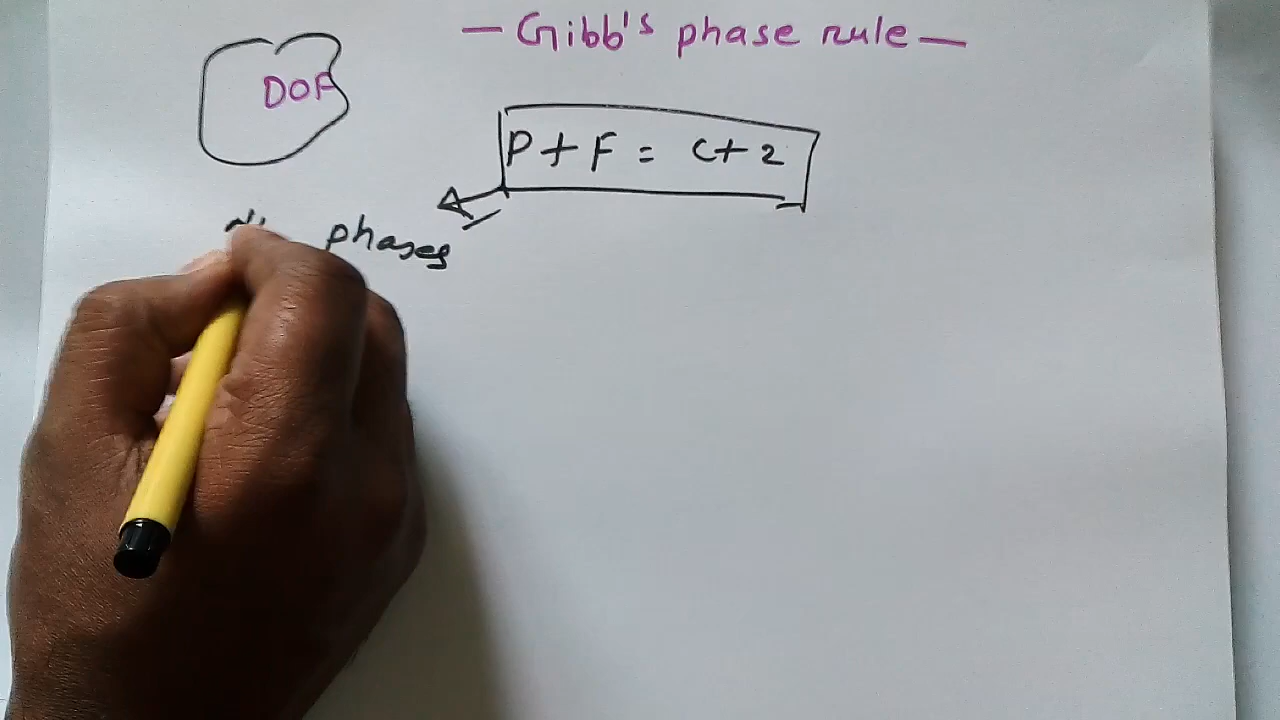 — Gibb's phase rule —
DOF
P + F = C + 2
phases